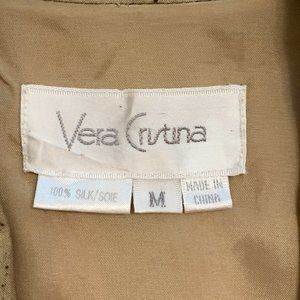 Vera Cristina
100% SILK/SOIE
M
MADE IN
CHINA